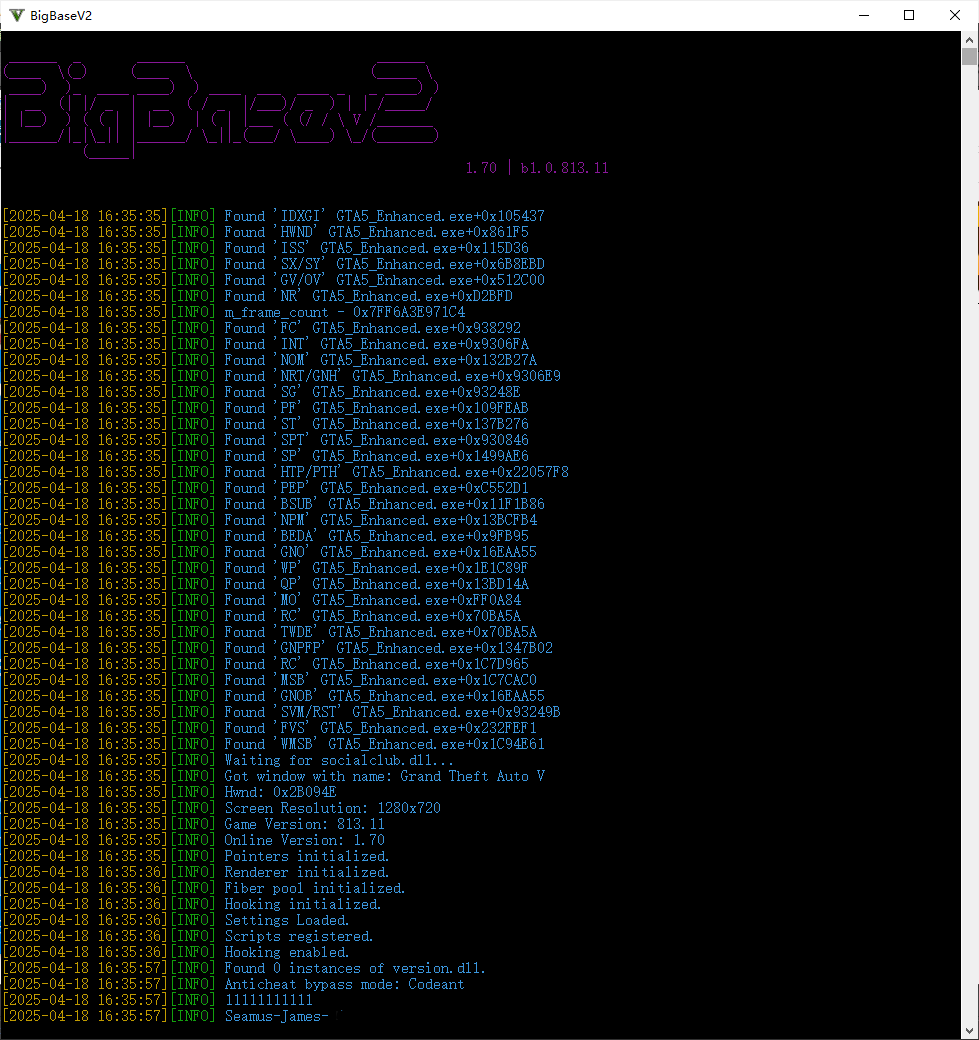 BigBaseV2
BigBaseV2
1.70 | b1.0.813.11
[2025-04-18 16:35:35][INFO] Found 'IDXGI' GTA5_Enhanced.exe+0x105437
[2025-04-18 16:35:35][INFO] Found 'HWND' GTA5_Enhanced.exe+0x861F5
[2025-04-18 16:35:35][INFO] Found 'ISS' GTA5_Enhanced.exe+0x115D36
[2025-04-18 16:35:35][INFO] Found 'SX/SY' GTA5_Enhanced.exe+0x6B8EBD
[2025-04-18 16:35:35][INFO] Found 'GV/OV' GTA5_Enhanced.exe+0x512C00
[2025-04-18 16:35:35][INFO] Found 'NR' GTA5_Enhanced.exe+0xD2BFD
[2025-04-18 16:35:35][INFO] m_frame_count - 0x7FF6A3E971C4
[2025-04-18 16:35:35][INFO] Found 'FC' GTA5_Enhanced.exe+0x938292
[2025-04-18 16:35:35][INFO] Found 'INT' GTA5_Enhanced.exe+0x9306FA
[2025-04-18 16:35:35][INFO] Found 'NOM' GTA5_Enhanced.exe+0x132B27A
[2025-04-18 16:35:35][INFO] Found 'NRT/GNH' GTA5_Enhanced.exe+0x9306E9
[2025-04-18 16:35:35][INFO] Found 'SG' GTA5_Enhanced.exe+0x93248E
[2025-04-18 16:35:35][INFO] Found 'PF' GTA5_Enhanced.exe+0x109FEAB
[2025-04-18 16:35:35][INFO] Found 'ST' GTA5_Enhanced.exe+0x137B276
[2025-04-18 16:35:35][INFO] Found 'SPT' GTA5_Enhanced.exe+0x930846
[2025-04-18 16:35:35][INFO] Found 'SP' GTA5_Enhanced.exe+0x1499AE6
[2025-04-18 16:35:35][INFO] Found 'HTP/PTH' GTA5_Enhanced.exe+0x22057F8
[2025-04-18 16:35:35][INFO] Found 'PEP' GTA5_Enhanced.exe+0xC552D1
[2025-04-18 16:35:35][INFO] Found 'BSUB' GTA5_Enhanced.exe+0x11F1B86
[2025-04-18 16:35:35][INFO] Found 'NPM' GTA5_Enhanced.exe+0x13BCFB4
[2025-04-18 16:35:35][INFO] Found 'BEDA' GTA5_Enhanced.exe+0x9FB95
[2025-04-18 16:35:35][INFO] Found 'GNO' GTA5_Enhanced.exe+0x16EAA55
[2025-04-18 16:35:35][INFO] Found 'WP' GTA5_Enhanced.exe+0x1E1C89F
[2025-04-18 16:35:35][INFO] Found 'QP' GTA5_Enhanced.exe+0x13BD14A
[2025-04-18 16:35:35][INFO] Found 'MO' GTA5_Enhanced.exe+0xFF0A84
[2025-04-18 16:35:35][INFO] Found 'RC' GTA5_Enhanced.exe+0x70BA5A
[2025-04-18 16:35:35][INFO] Found 'TWDE' GTA5_Enhanced.exe+0x70BA5A
[2025-04-18 16:35:35][INFO] Found 'GNPFP' GTA5_Enhanced.exe+0x1347B02
[2025-04-18 16:35:35][INFO] Found 'RC' GTA5_Enhanced.exe+0x1C7D965
[2025-04-18 16:35:35][INFO] Found 'MSB' GTA5_Enhanced.exe+0x1C7CAC0
[2025-04-18 16:35:35][INFO] Found 'GNOB' GTA5_Enhanced.exe+0x16EAA55
[2025-04-18 16:35:35][INFO] Found 'SVM/RST' GTA5_Enhanced.exe+0x93249B
[2025-04-18 16:35:35][INFO] Found 'FVS' GTA5_Enhanced.exe+0x232FEF1
[2025-04-18 16:35:35][INFO] Found 'WMSB' GTA5_Enhanced.exe+0x1C94E61
[2025-04-18 16:35:35][INFO] Waiting for socialclub.dll...
[2025-04-18 16:35:35][INFO] Got window with name: Grand Theft Auto V
[2025-04-18 16:35:35][INFO] Hwnd: 0x2B094E
[2025-04-18 16:35:35][INFO] Screen Resolution: 1280x720
[2025-04-18 16:35:35][INFO] Game Version: 813.11
[2025-04-18 16:35:35][INFO] Online Version: 1.70
[2025-04-18 16:35:35][INFO] Pointers initialized.
[2025-04-18 16:35:36][INFO] Renderer initialized.
[2025-04-18 16:35:36][INFO] Fiber pool initialized.
[2025-04-18 16:35:36][INFO] Hooking initialized.
[2025-04-18 16:35:36][INFO] Settings Loaded.
[2025-04-18 16:35:36][INFO] Scripts registered.
[2025-04-18 16:35:36][INFO] Hooking enabled.
[2025-04-18 16:35:57][INFO] Found 0 instances of version.dll.
[2025-04-18 16:35:57][INFO] Anticheat bypass mode: Codeant
[2025-04-18 16:35:57][INFO] 11111111111
[2025-04-18 16:35:57][INFO] Seamus-James-